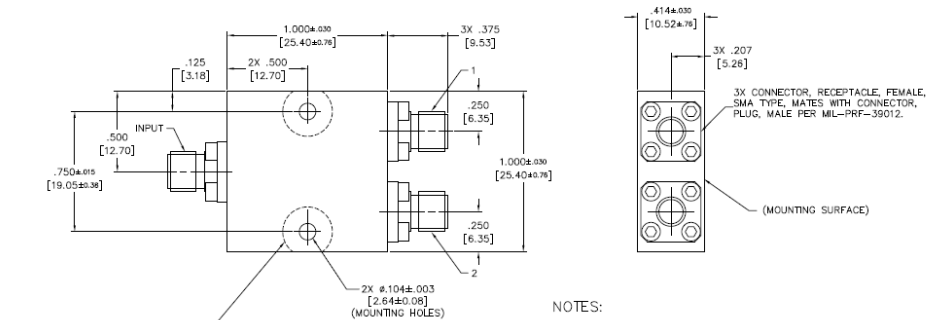 1.000±.030
[25.40±0.76]
3X .375
[9.53]
.414±.030
[10.52±.76]
.125
[3.18]
2X .500
[12.70]
1
3X .207
[5.26]
.250
[6.35]
3X CONNECTOR, RECEPTACLE, FEMALE,
SMA TYPE, MATES WITH CONNECTOR,
PLUG, MALE PER MIL-PRF-39012.
INPUT
.500
[12.70]
.750±.015
[19.05±0.38]
1.000±.030
[25.40±0.76]
.250
[6.35]
(MOUNTING SURFACE)
2
2X ø.104±.003
[2.64±0.08]
(MOUNTING HOLES)
NOTES: